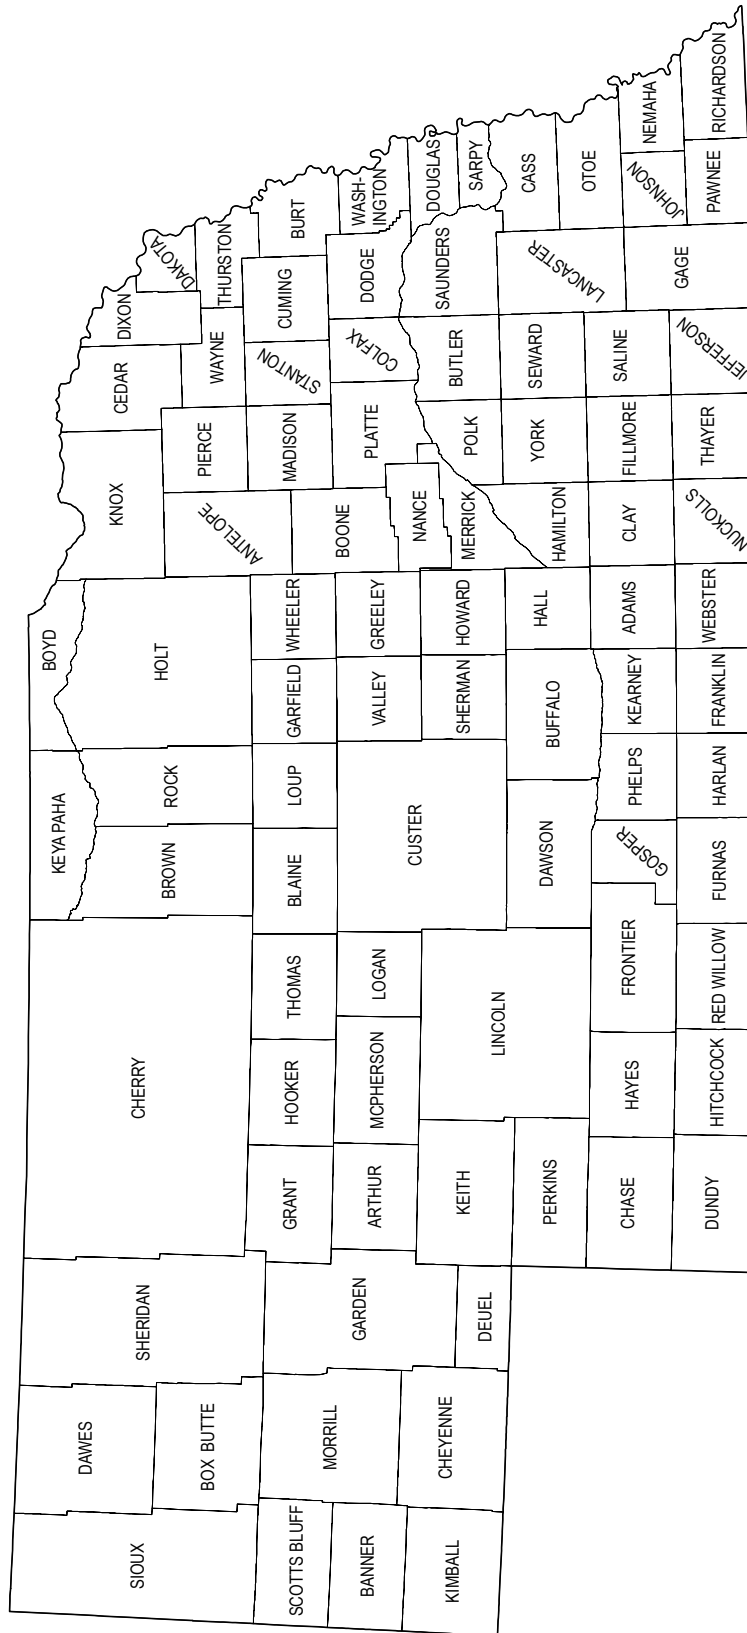 SIOUX
DAWES
BOX BUTTE
SHERIDAN
SCOTTS BLUFF
BANNER
KIMBALL
MORRILL
CHEYENNE
GARDEN
DEUEL
CHERRY
GRANT
HOOKER
THOMAS
ARTHUR
MCPHERSON
LOGAN
KEITH
PERKINS
LINCOLN
CHASE
HAYES
FRONTIER
DUNDY
HITCHCOCK
RED WILLOW
KEYA PAHA
BROWN
ROCK
BOYD
HOLT
BLAINE
LOUP
GARFIELD
WHEELER
CUSTER
VALLEY
GREELEY
SHERMAN
HOWARD
DAWSON
BUFFALO
HALL
GOSPER
PHELPS
KEARNEY
ADAMS
FURNAS
HARLAN
FRANKLIN
WEBSTER
KNOX
CEDAR
DIXON
DAKOTA
ANTELOPE
PIERCE
WAYNE
THURSTON
MADISON
STANTON
CUMING
BURT
BOONE
PLATTE
COLFAX
DODGE
WASH-
INGTON
NANCE
MERRICK
POLK
BUTLER
SAUNDERS
DOUGLAS
SARPY
HAMILTON
YORK
SEWARD
LANCASTER
CASS
CLAY
FILLMORE
SALINE
OTOE
NUCKOLLS
THAYER
JEFFERSON
GAGE
JOHNSON
NEMAHA
PAWNEE
RICHARDSON